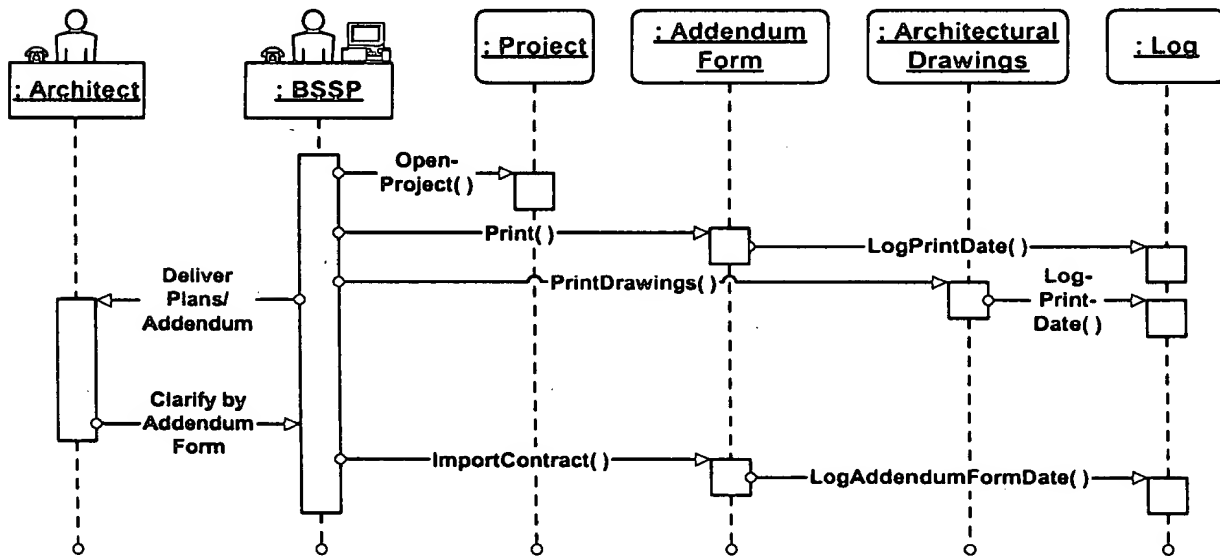 : Architect
: BSSP
: Project
: Addendum
Form
: Architectural
Drawings
: Log
Open-
Project( )
Print( )
LogPrintDate( )
Deliver
Plans/
Addendum
PrintDrawings( )
Log-
Print-
Date( )
Clarify by
Addendum
Form
ImportContract( )
LogAddendumFormDate( )